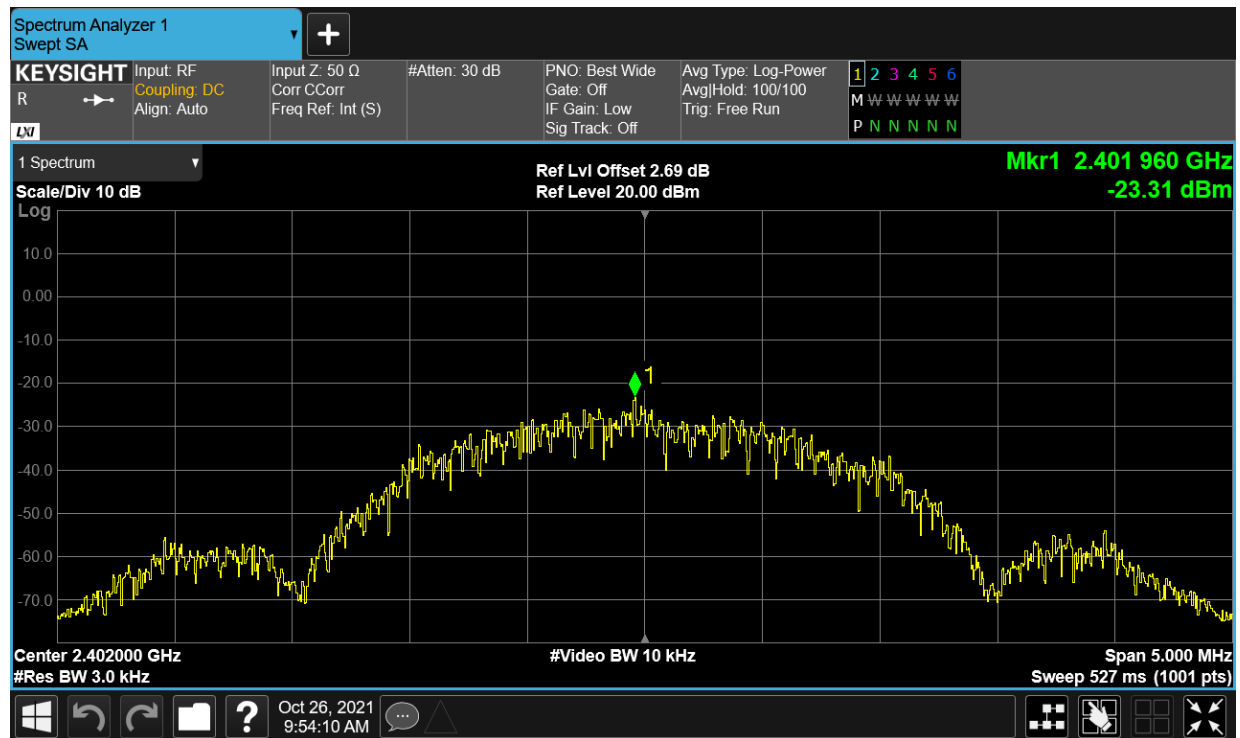 Spectrum Analyzer 1
Swept SA
KEYSIGHT
R
LXI
Input: RF
Coupling: DC
Align: Auto
Input Z: 50 Ω
Corr CCorr
Freq Ref: Int (S)
#Atten: 30 dB
PNO: Best Wide
Gate: Off
IF Gain: Low
Sig Track: Off
Avg Type: Log-Power
Avg|Hold: 100/100
Trig: Free Run
1 2 3 4 5 6
M W W W W W
P N N N N N N
1 Spectrum
Scale/Div 10 dB
Ref Lvl Offset 2.69 dB
Ref Level 20.00 dBm
Mkr1 2.401 960 GHz
-23.31 dBm
Log
10.0
0.00
-10.0
-20.0
-30.0
-40.0
-50.0
-60.0
-70.0
1
Center 2.402000 GHz
#Res BW 3.0 kHz
#Video BW 10 kHz
Span 5.000 MHz
Sweep 527 ms (1001 pts)
?
Oct 26, 2021
9:54:10 AM